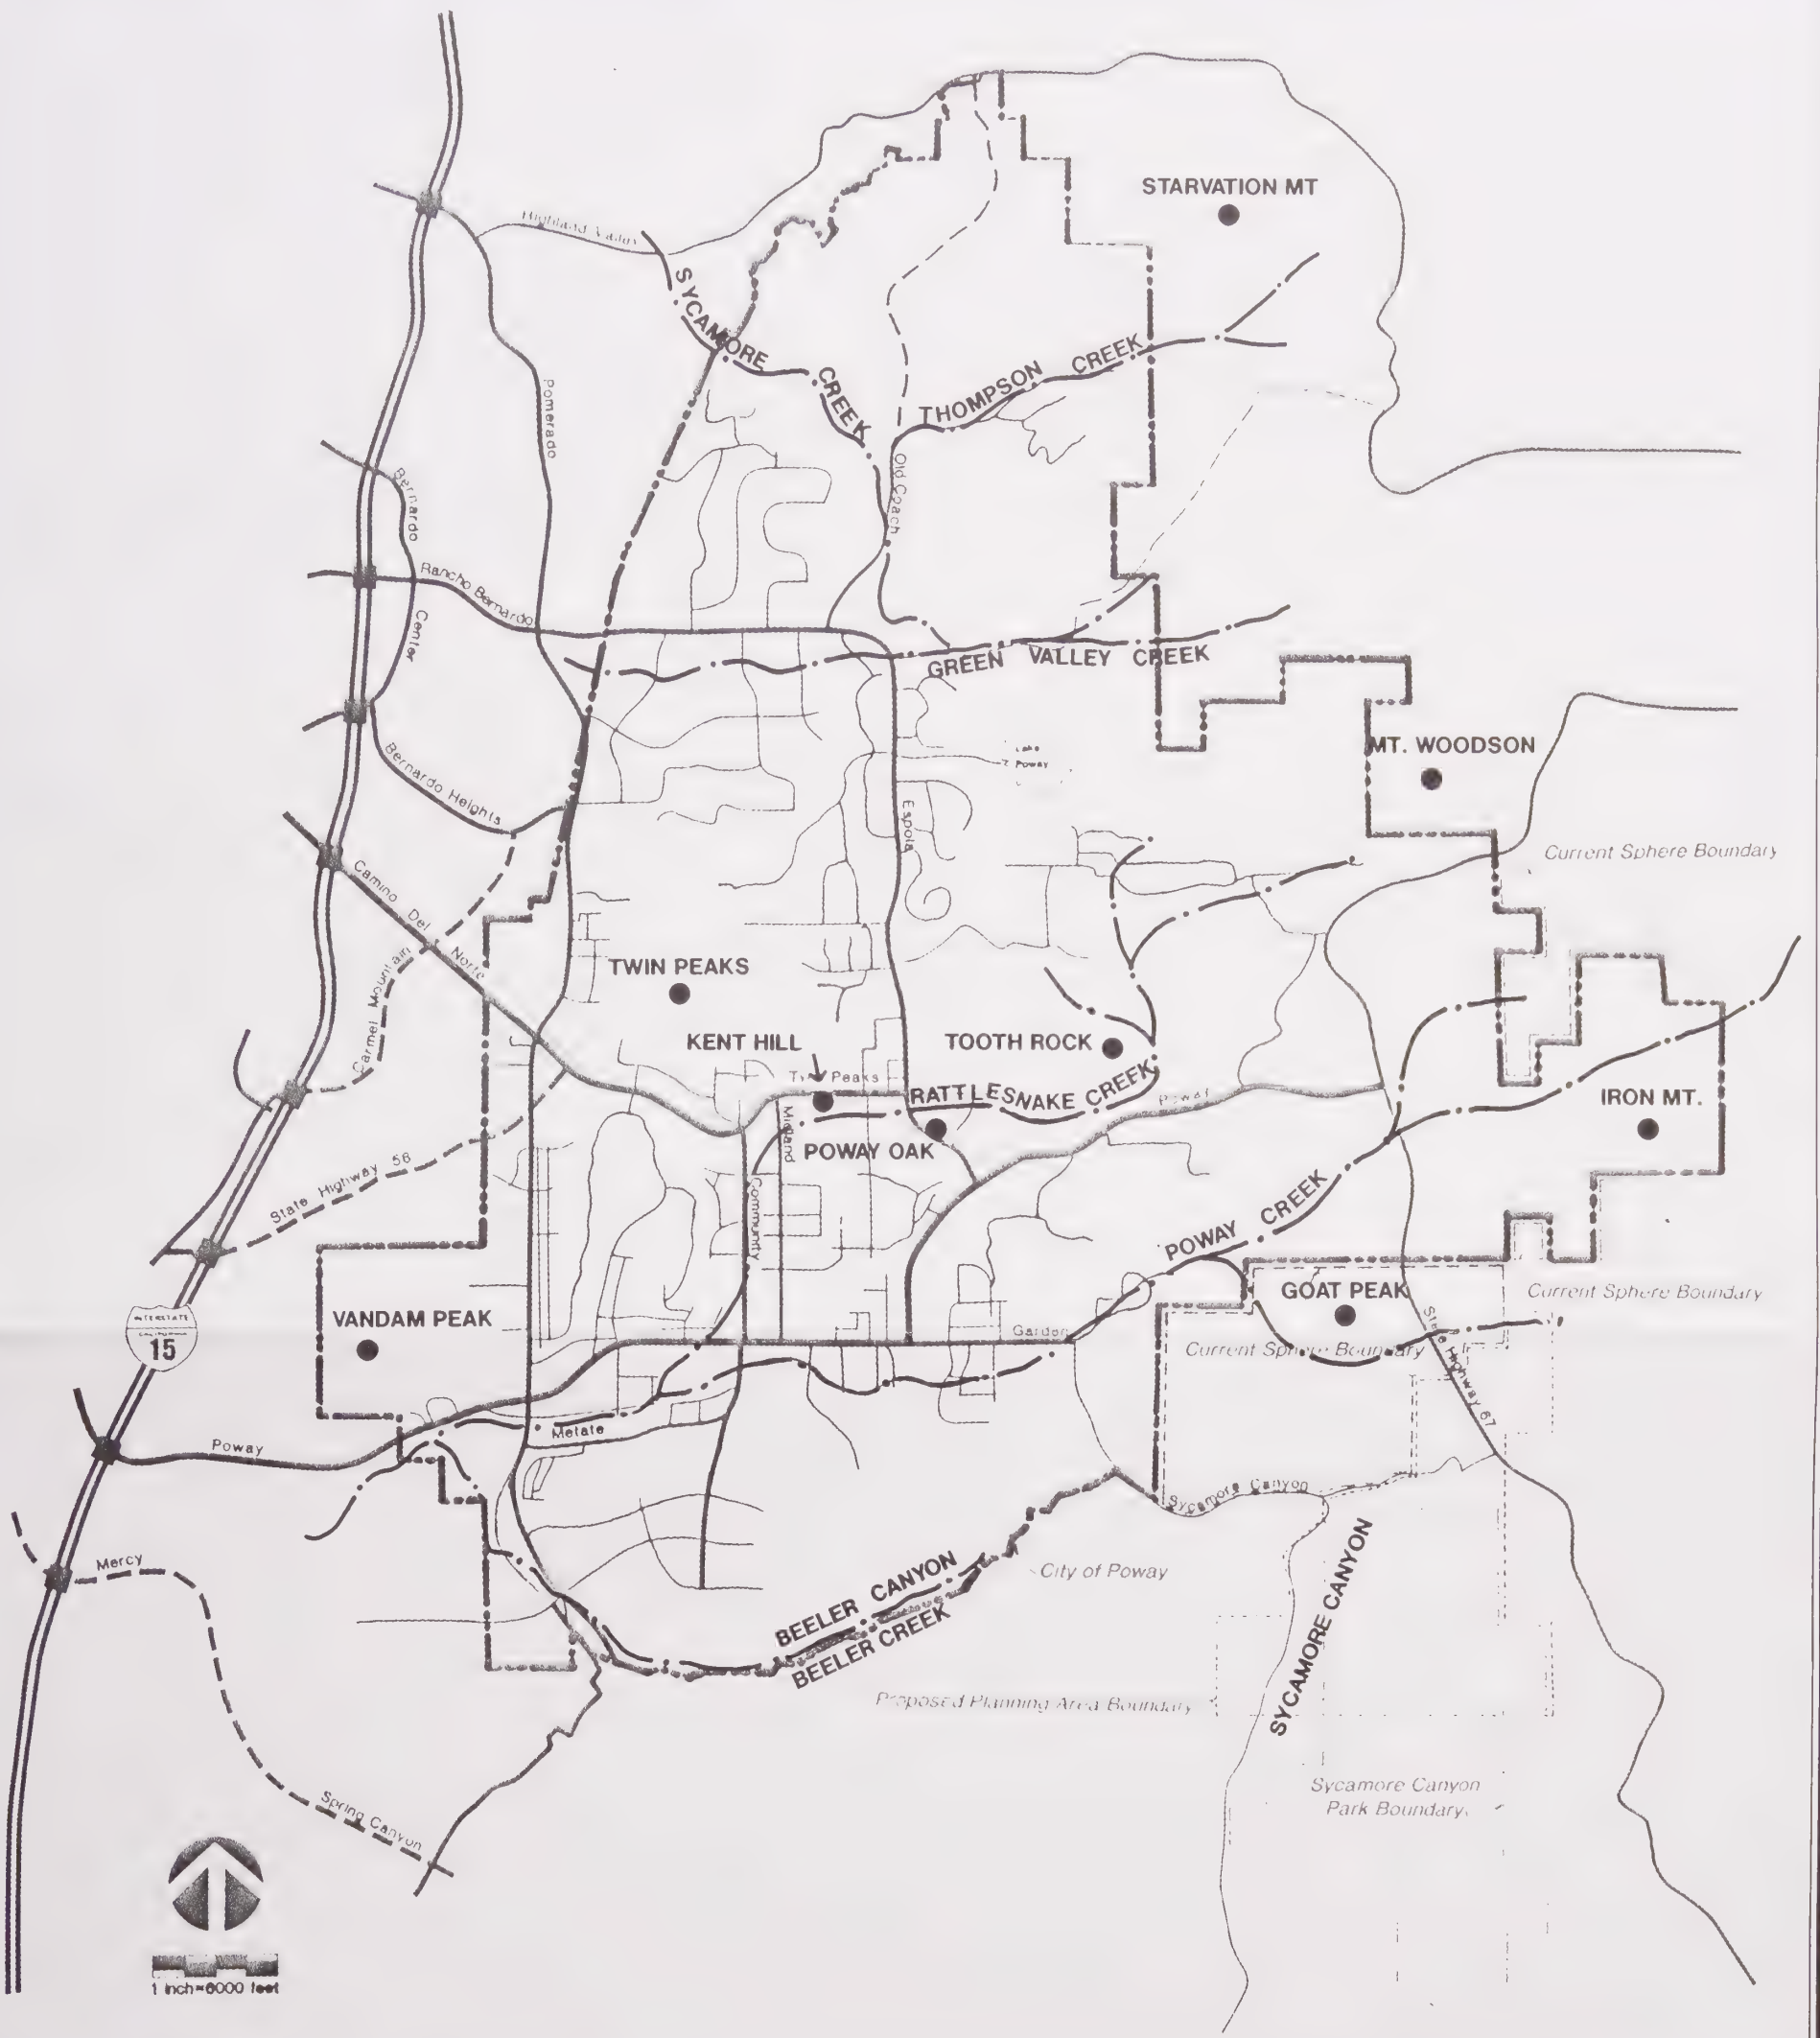 STARVATION MT
Highland Valley
SYCAMORE CREEK
THOMPSON CREEK
Pomerado
Old Coach
Bernardo Center
Rancho Bernardo
GREEN VALLEY CREEK
MT. WOODSON
Lake Poway
Bernardo Heights
Espola
Current Sphere Boundary
Camino Del Norte
Carmel Mountain
TWIN PEAKS
KENT HILL
TOOTH ROCK
Twin Peaks
RATTLESNAKE CREEK
Poway
IRON MT.
Midland
POWAY OAK
State Highway 56
Community
POWAY CREEK
GOAT PEAK
Current Sphere Boundary
INTERSTATE
CALIFORNIA
15
VANDAM PEAK
Garden
Current Sphere Boundary
State Highway 67
Poway
Metate
Sycamore Canyon
Mercy
BEELER CANYON
BEELER CREEK
City of Poway
SYCAMORE CANYON
Proposed Planning Area Boundary
Sycamore Canyon
Park Boundary
Spring Canyon
1 inch=6000 feet